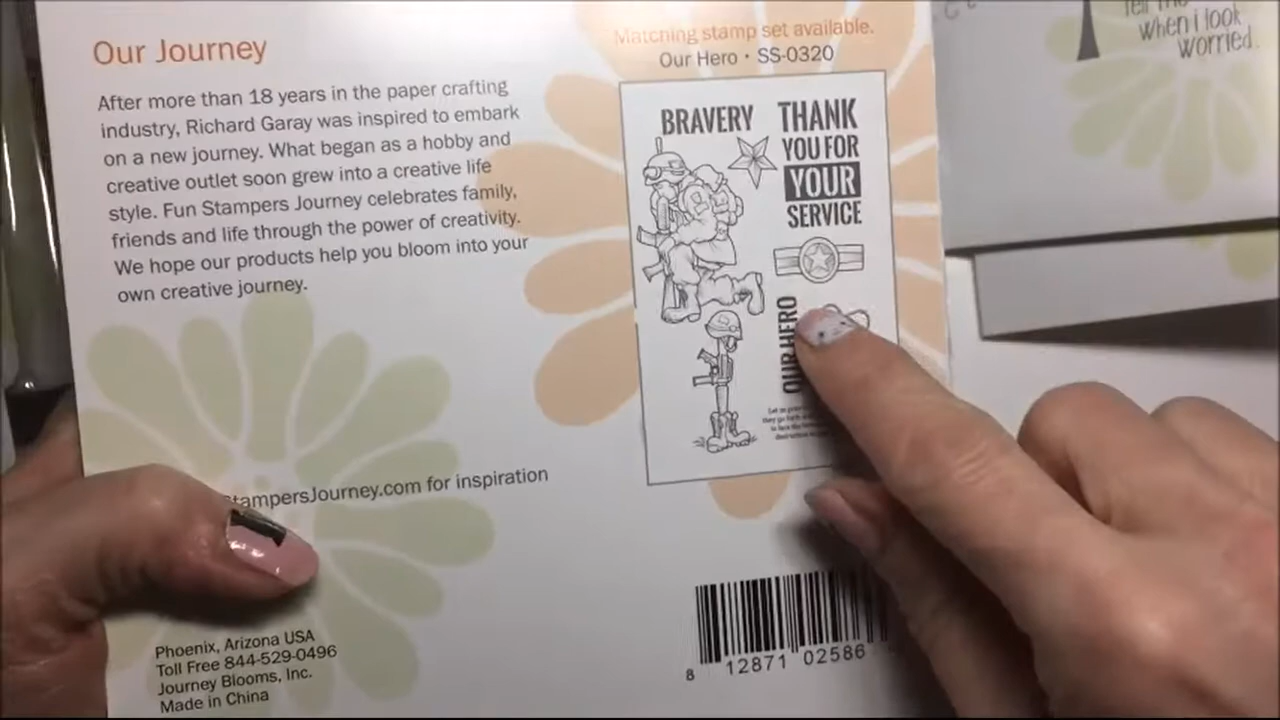 Our Journey
After more than 18 years in the paper crafting
industry, Richard Garay was inspired to embark
on a new journey. What began as a hobby and
creative outlet soon grew into a creative life
style. Fun Stampers Journey celebrates family,
friends and life through the power of creativity.
We hope our products help you bloom into your
own creative journey.
tampersJourney.com for inspiration
Phoenix, Arizona USA
Toll Free 844-529-0496
Journey Blooms, Inc.
Made in China
Matching stamp set available.
Our Hero • SS-0320
BRAVERY
THANK
YOU FOR
YOUR
SERVICE
OUR HERO
8 12871 02586
when i look
worried.